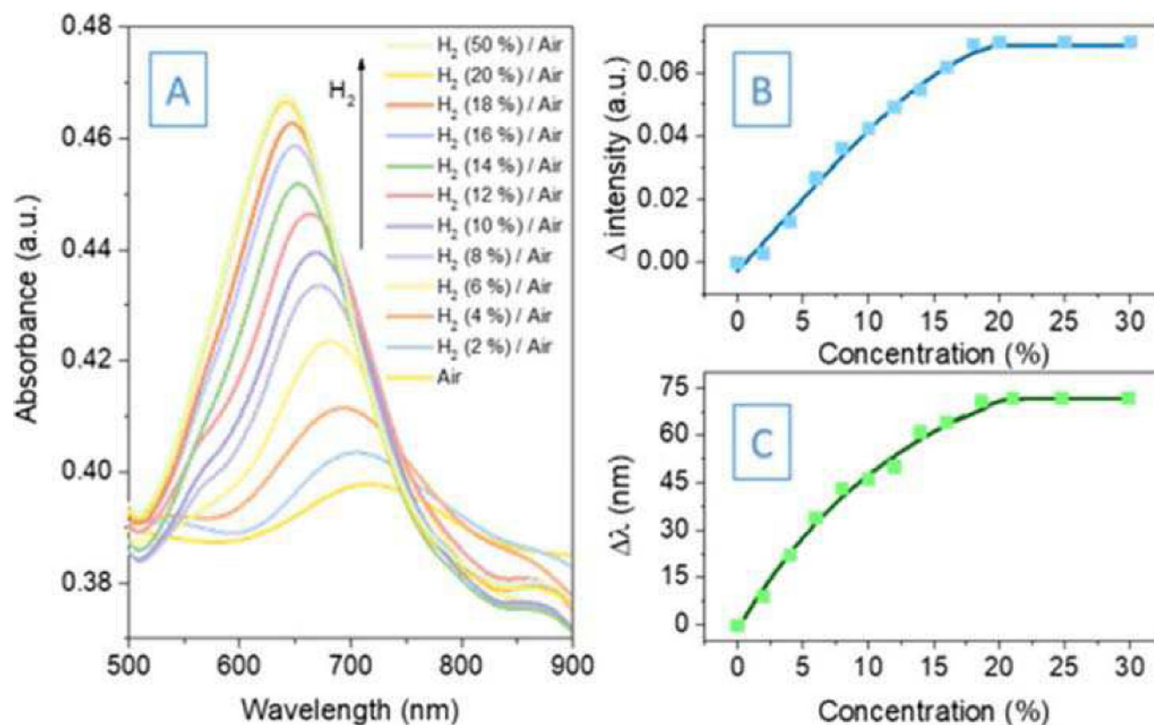 A
0.48
0.46
0.44
0.42
0.40
0.38
Absorbance (a.u.)
500
600
700
800
900
Wavelength (nm)
H₂
H₂ (50 %) / Air
H₂ (20 %) / Air
H₂ (18 %) / Air
H₂ (16 %) / Air
H₂ (14 %) / Air
H₂ (12 %) / Air
H₂ (10 %) / Air
H₂ (8 %) / Air
H₂ (6 %) / Air
H₂ (4 %) / Air
H₂ (2 %) / Air
Air
B
0.06
0.04
0.02
0.00
Δ intensity (a.u.)
0
5
10
15
20
25
30
Concentration (%)
C
75
60
45
30
15
0
Δλ (nm)
0
5
10
15
20
25
30
Concentration (%)